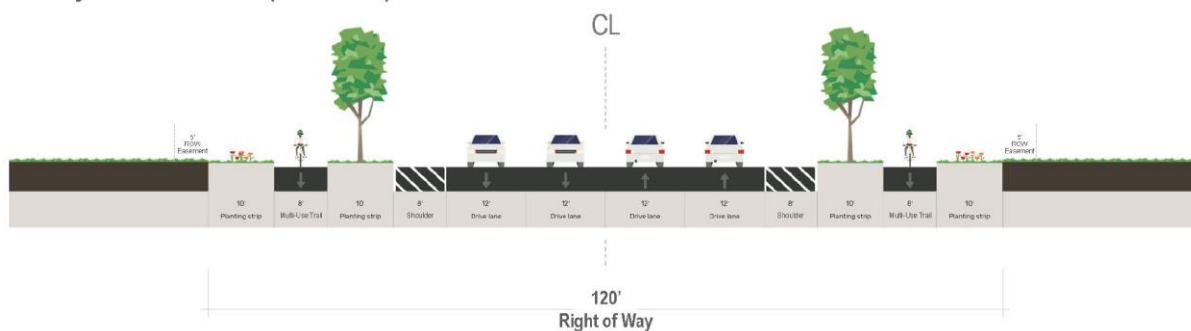 CL
5'
ROW
Easement
5'
ROW
Easement
10'
Planting strip
8'
Multi-Use Trail
10'
Planting strip
8'
Shoulder
12'
Drive lane
12'
Drive lane
12'
Drive lane
12'
Drive lane
8'
Shoulder
10'
Planting strip
8'
Multi-Use Trail
10'
Planting strip
120'
Right of Way